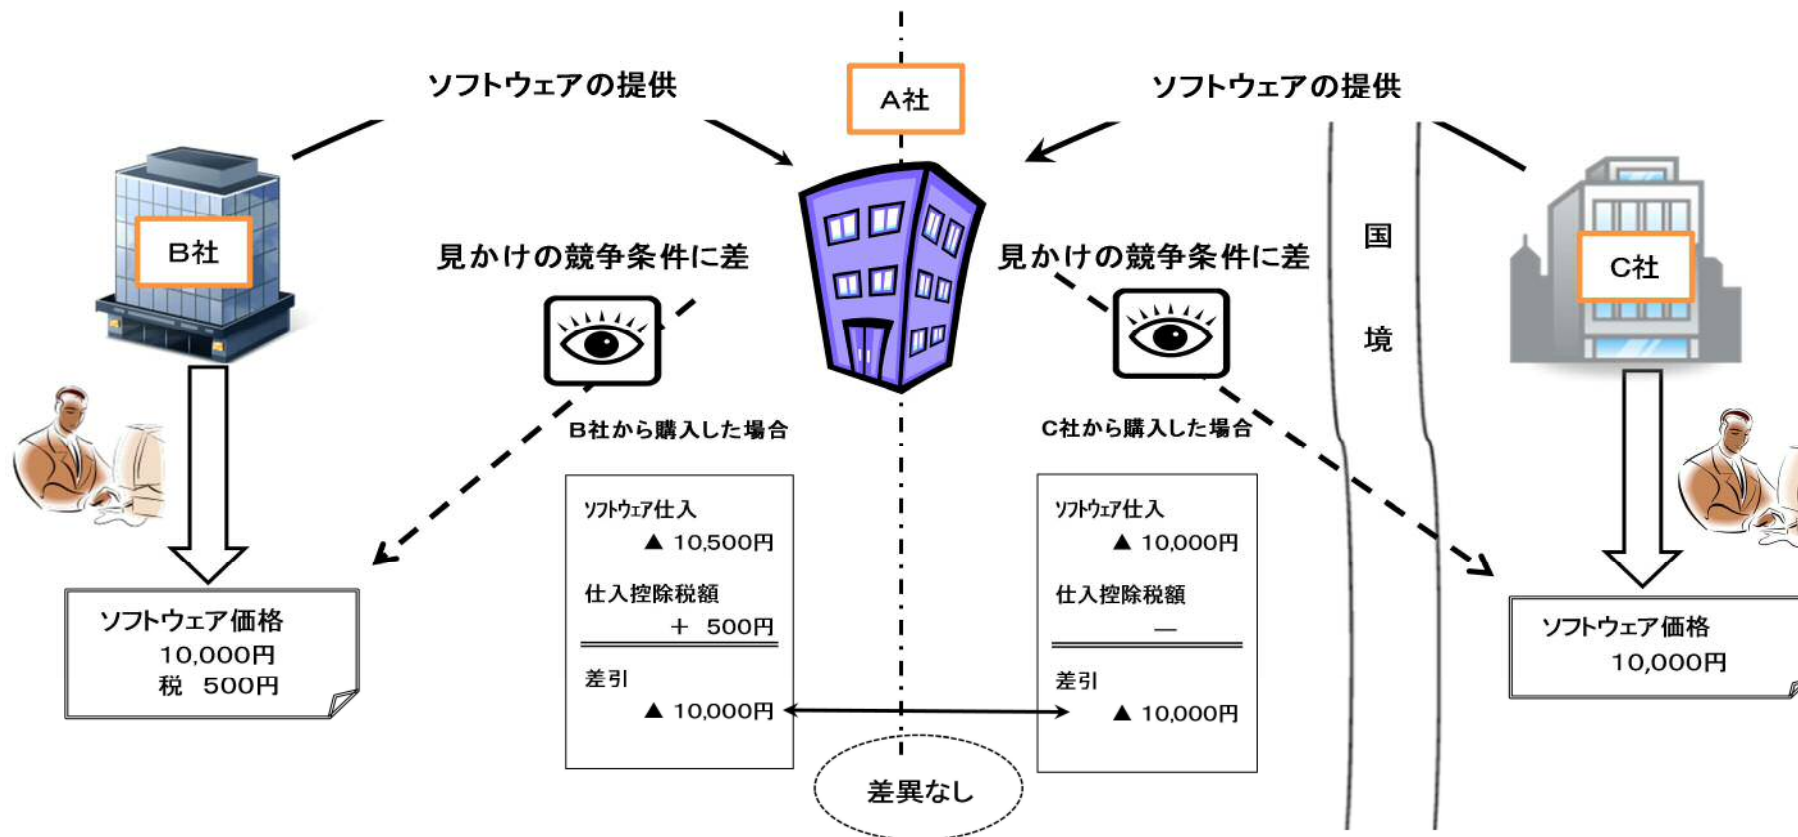 A社
ソフトウェアの提供
ソフトウェアの提供
B社
見かけの競争条件に差
見かけの競争条件に差
国境
C社
B社から購入した場合
C社から購入した場合
ソフトウェア仕入
▲ 10,500円
仕入控除税額
+ 500円
差引
▲ 10,000円
ソフトウェア仕入
▲ 10,000円
仕入控除税額
―
差引
▲ 10,000円
ソフトウェア価格
10,000円
税 500円
ソフトウェア価格
10,000円
差異なし